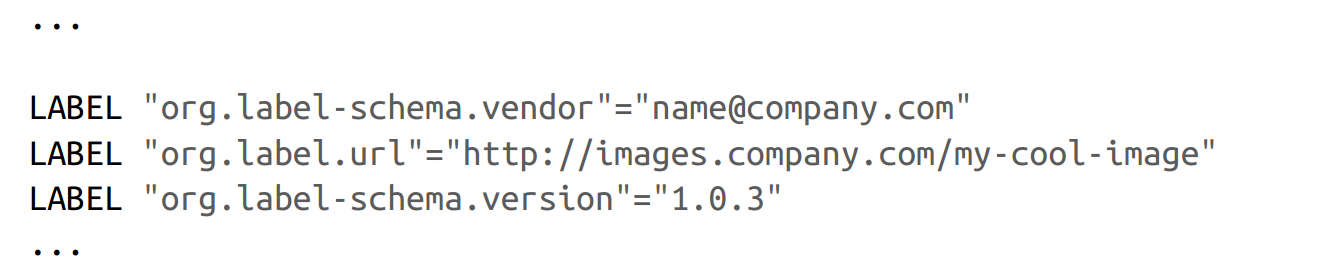 ...
LABEL "org.label-schema.vendor"="name@company.com"
LABEL "org.label.url"="http://images.company.com/my-cool-image"
LABEL "org.label-schema.version"="1.0.3"
...